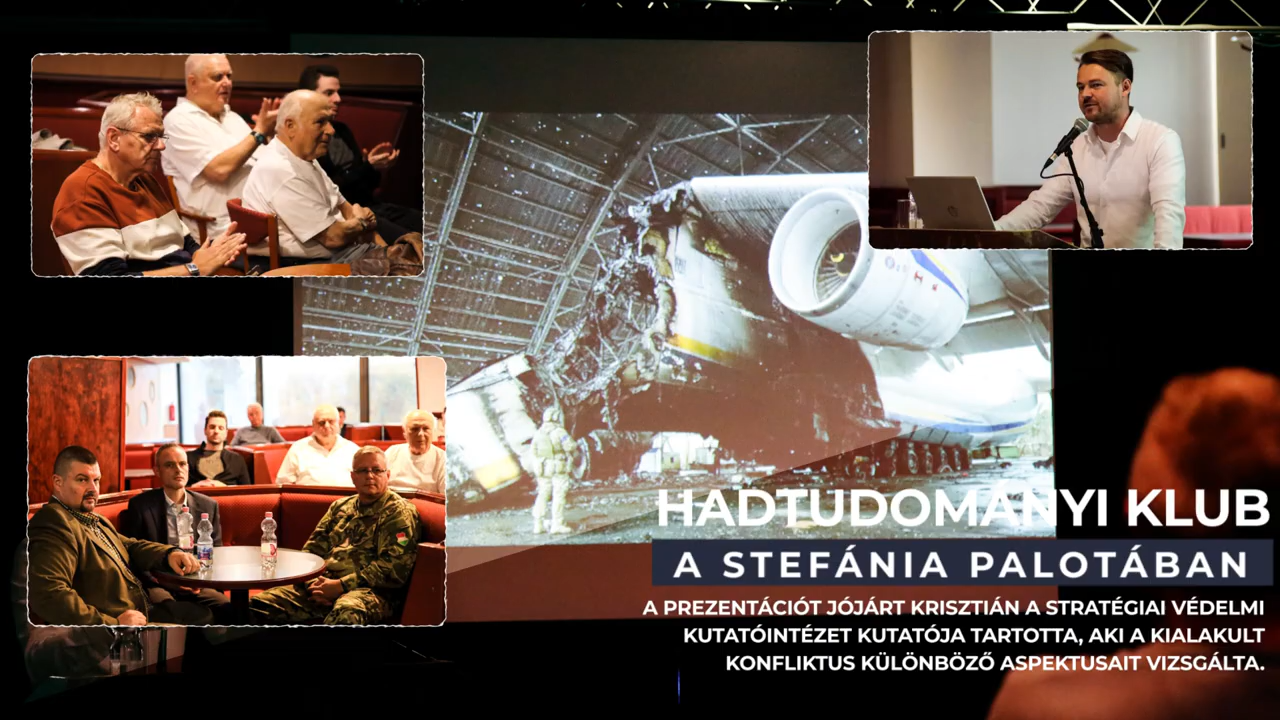 HADTUDOMÁNYI KLUB
A STEFÁNIA PALOTÁBAN
A PREZENTÁCIÓT JÓJÁRT KRISZTIÁN A STRATÉGIAI VÉDELMI
KUTATÓINTÉZET KUTATÓJA TARTOTTA, AKI A KIALAKULT
KONFLIKTUS KÜLÖNBÖZŐ ASPEKTUSAIT VIZSGÁLTA.